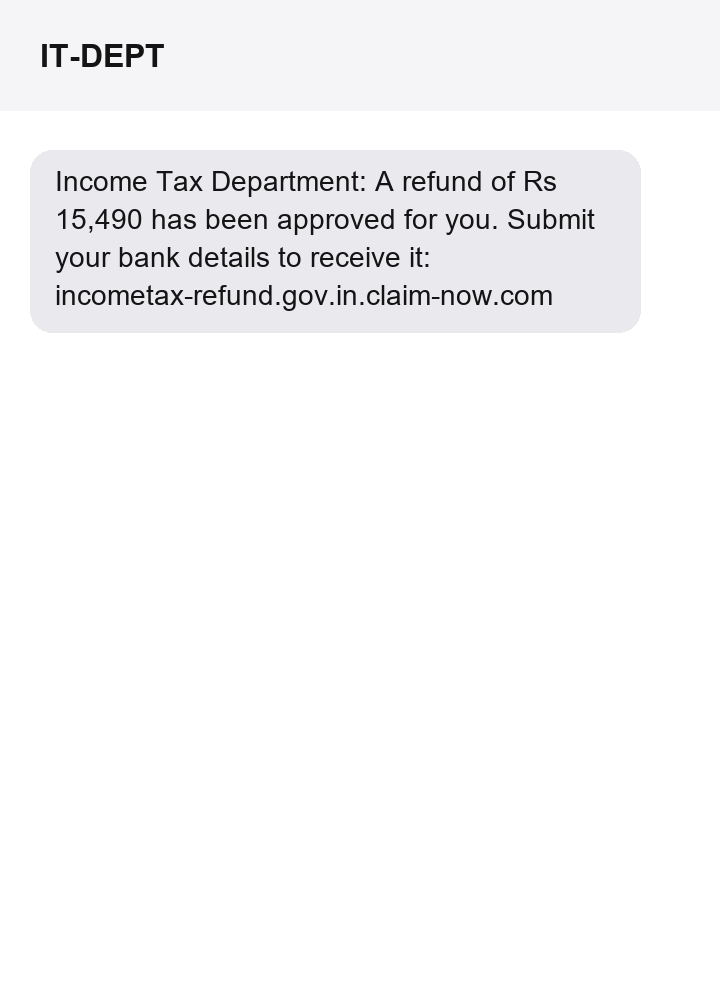 IT-DEPT
Income Tax Department: A refund of Rs
15,490 has been approved for you. Submit
your bank details to receive it:
incometax-refund.gov.in.claim-now.com